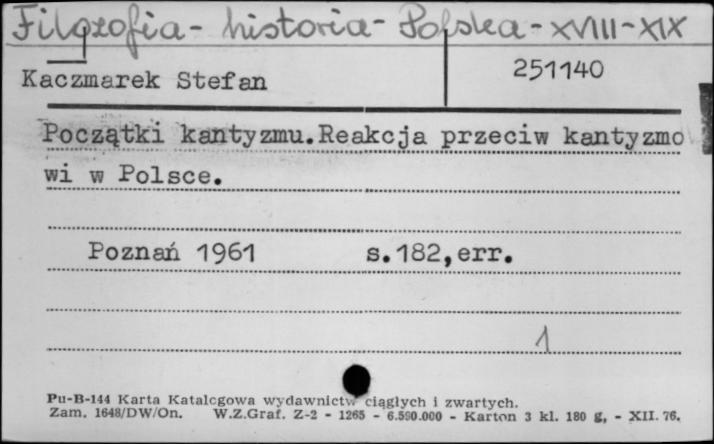 Filozofia - historia - Polska - XVIII-XIX
Kaczmarek Stefan 251140
Początki kantyzmu.Reakcja przeciw kantyzmo
wi w Polsce.
Poznań 1961 s.182,err.
1
Pu-B-144 Karta Katalogowa wydawnictw ciągłych i zwartych.
Zam. 1648/DW/On. W.Z.Graf. Z-2 - 1265 - 6.590.000 - Karton 3 kl. 180 g, - XII. 76.